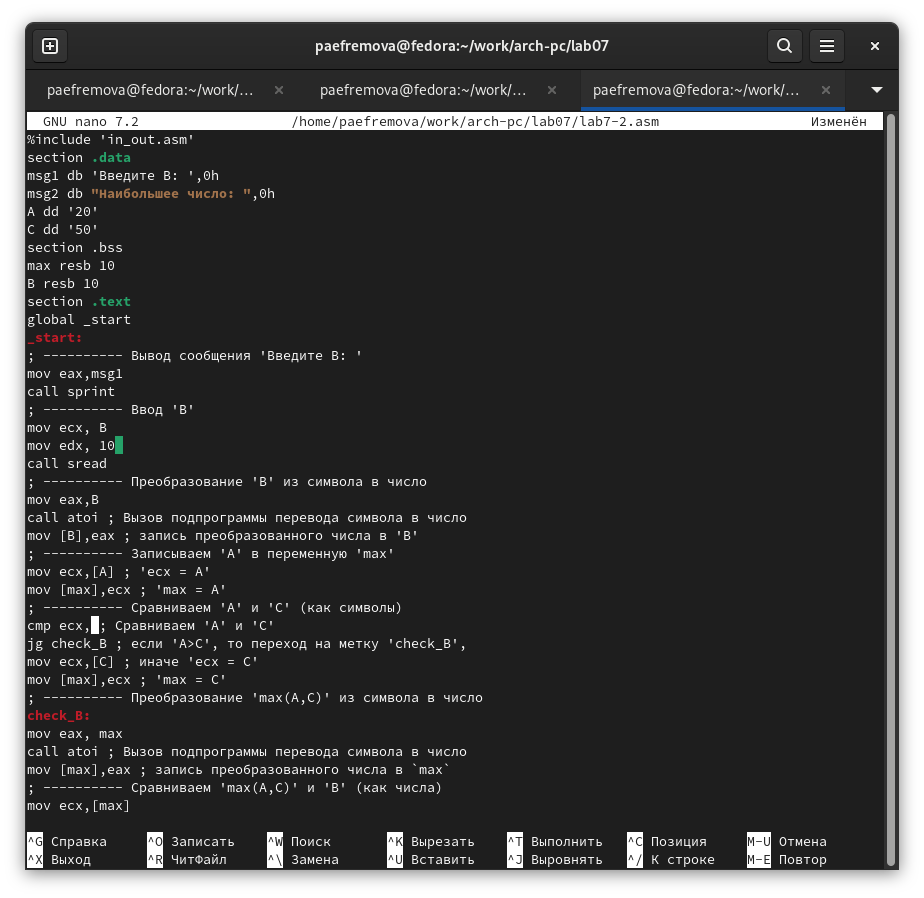 paefremova@fedora:~/work/arch-pc/lab07
paefremova@fedora:~/work/... paefremova@fedora:~/work/... paefremova@fedora:~/work/...
GNU nano 7.2 /home/paefremova/work/arch-pc/lab07/lab7-2.asm Изменён
%include 'in_out.asm'
section .data
msg1 db 'Введите B: ',0h
msg2 db "Наибольшее число: ",0h
A dd '20'
C dd '50'
section .bss
max resb 10
B resb 10
section .text
global _start
_start:
; ---------- Вывод сообщения 'Введите B: '
mov eax,msg1
call sprint
; ---------- Ввод 'B'
mov ecx, B
mov edx, 10
call sread
; ---------- Преобразование 'B' из символа в число
mov eax,B
call atoi ; Вызов подпрограммы перевода символа в число
mov [B],eax ; запись преобразованного числа в 'B'
; ---------- Записываем 'A' в переменную 'max'
mov ecx,[A] ; 'ecx = A'
mov [max],ecx ; 'max = A'
; ---------- Сравниваем 'A' и 'С' (как символы)
cmp ecx, ; Сравниваем 'A' и 'С'
jg check_B ; если 'A>C', то переход на метку 'check_B',
mov ecx,[C] ; иначе 'ecx = C'
mov [max],ecx ; 'max = C'
; ---------- Преобразование 'max(A,C)' из символа в число
check_B:
mov eax, max
call atoi ; Вызов подпрограммы перевода символа в число
mov [max],eax ; запись преобразованного числа в `max`
; ---------- Сравниваем 'max(A,C)' и 'B' (как числа)
mov ecx,[max]
^G Справка ^O Записать ^W Поиск ^K Вырезать ^T Выполнить ^C Позиция M-U Отмена
^X Выход ^R ЧитФайл ^\ Замена ^U Вставить ^J Выровнять ^/ К строке M-E Повтор